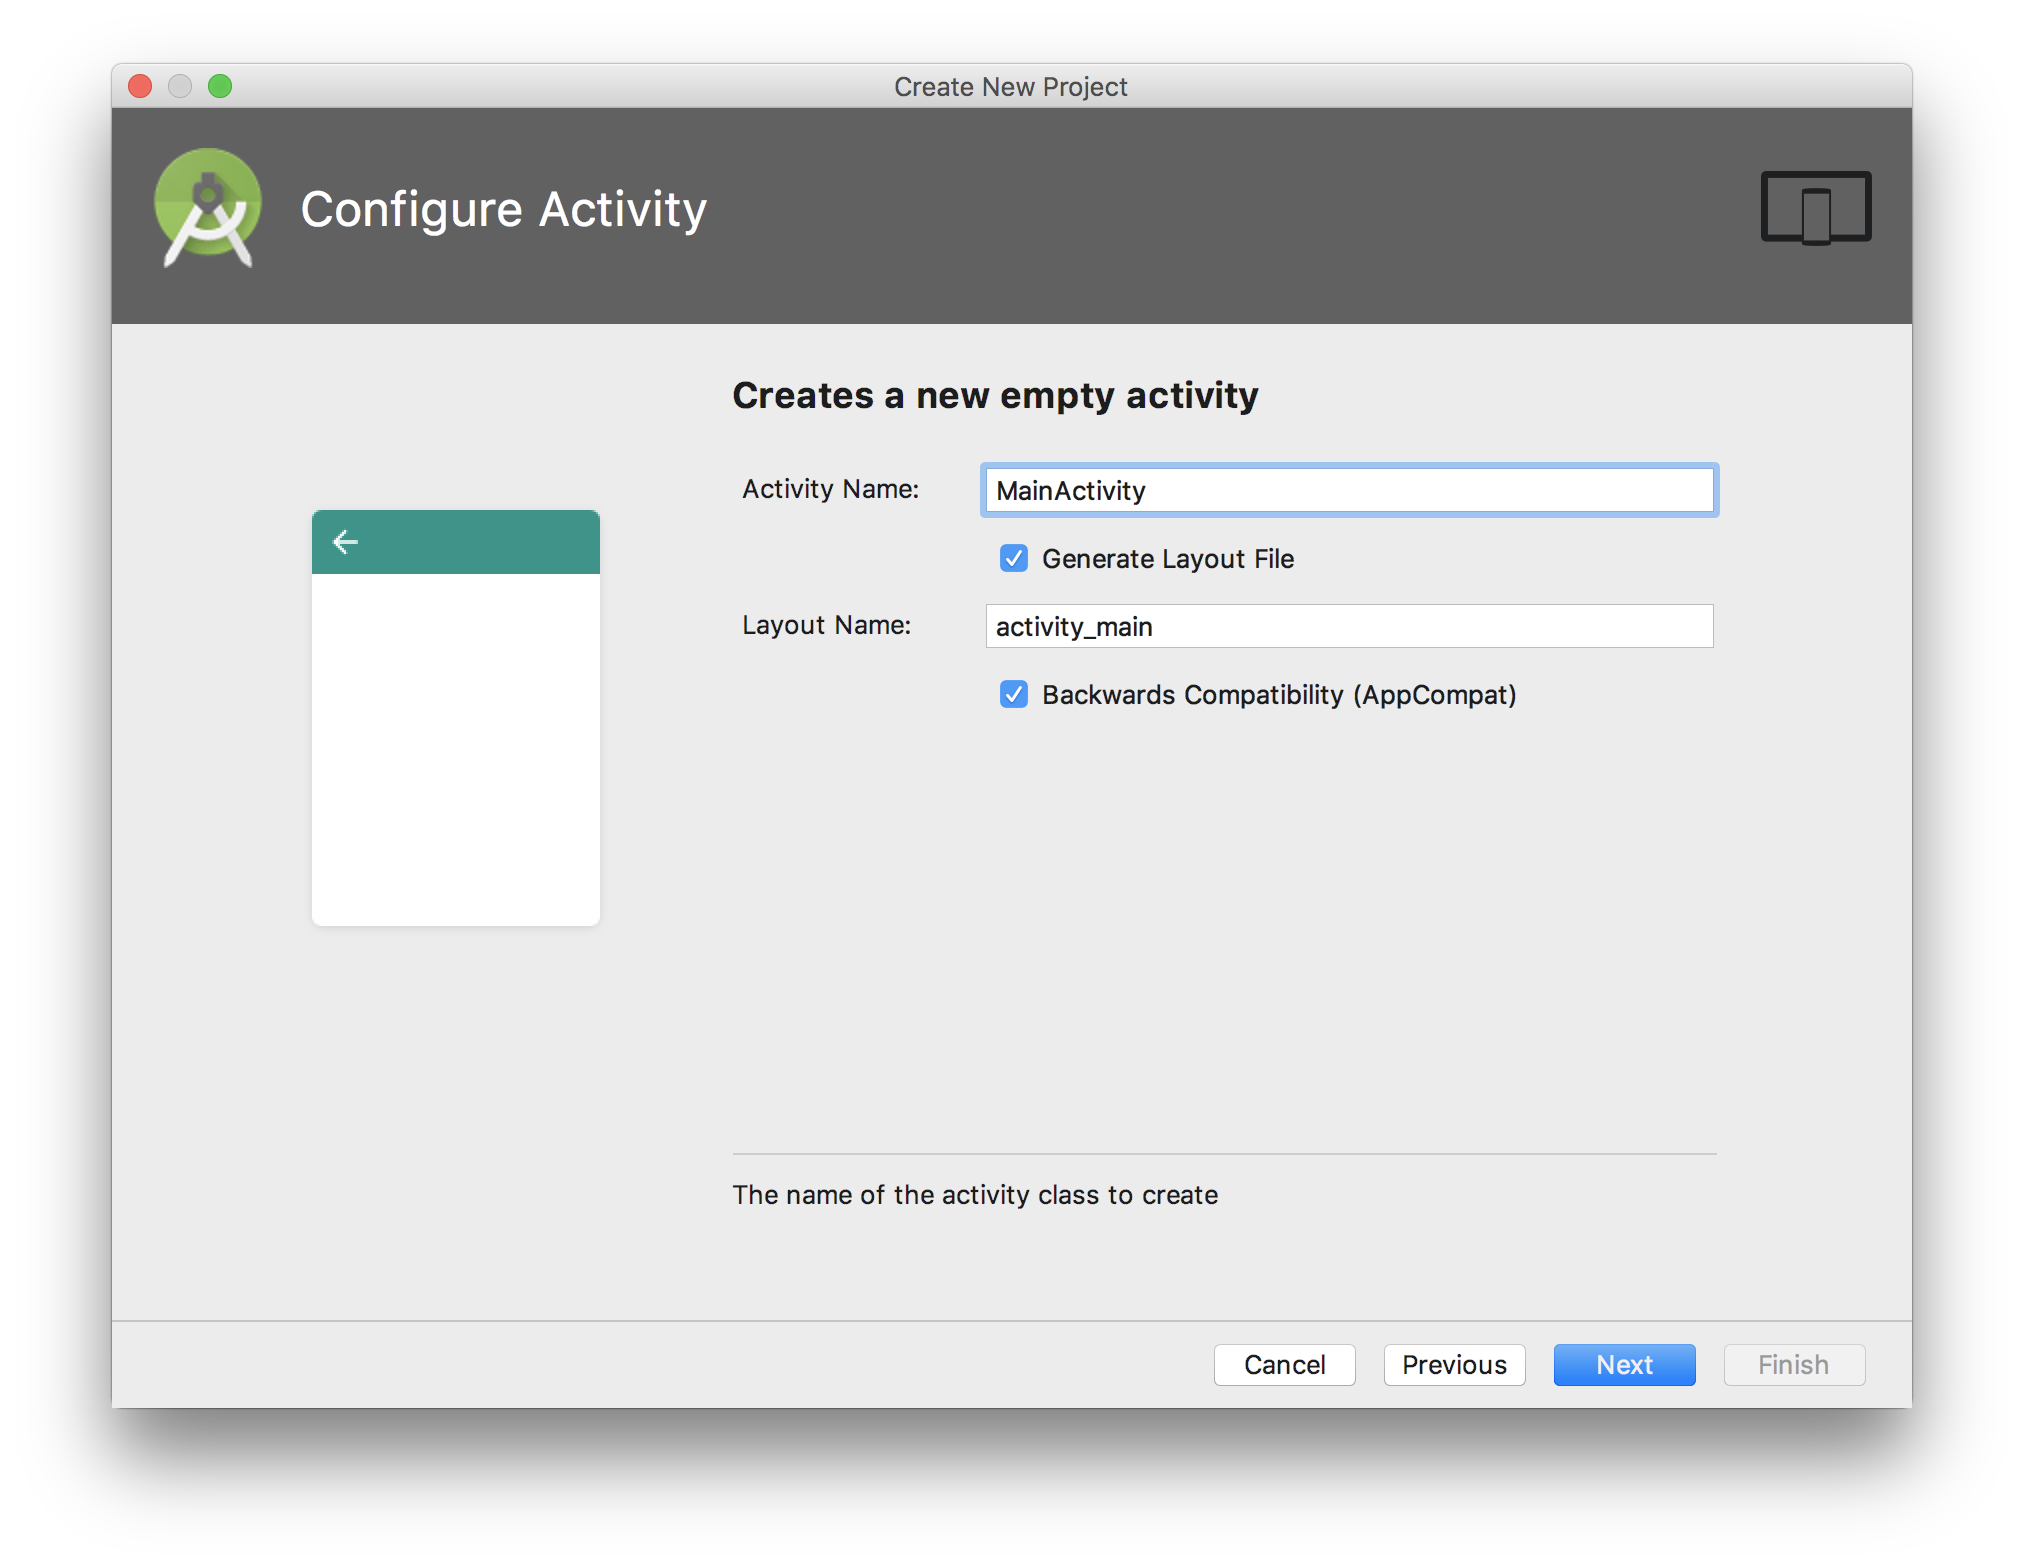 Create New Project
Configure Activity
Creates a new empty activity
Activity Name: MainActivity
Generate Layout File
Layout Name: activity_main
Backwards Compatibility (AppCompat)
The name of the activity class to create
Cancel Previous Next Finish